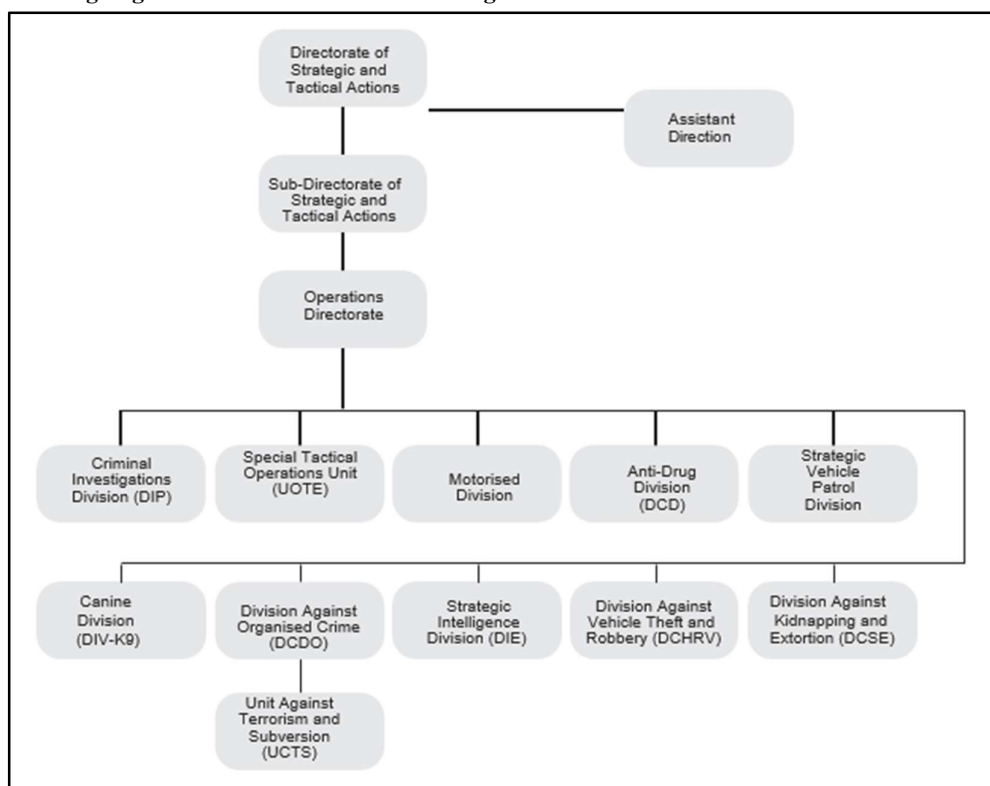 Directorate of
Strategic and
Tactical Actions
Assistant
Direction
Sub-Directorate of
Strategic and
Tactical Actions
Operations
Directorate
Criminal
Investigations
Division (DIP)
Special Tactical
Operations Unit
(UOTE)
Motorised
Division
Anti-Drug
Division
(DCD)
Strategic
Vehicle
Patrol
Division
Canine
Division
(DIV-K9)
Division Against
Organised Crime
(DCDO)
Strategic
Intelligence
Division (DIE)
Division Against
Vehicle Theft and
Robbery (DCHRV)
Division Against
Kidnapping and
Extortion (DCSE)
Unit Against
Terrorism and
Subversion
(UCTS)